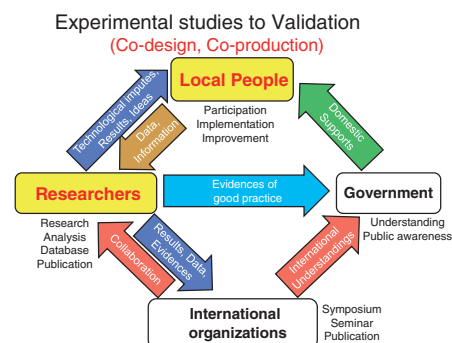 Experimental studies to Validation
(Co-design, Co-production)
Local People
Participation
Implementation
Improvement
Technological Imputes,
Results, Ideas
Data,
Information
Domestic
Supports
Researchers
Research
Analysis
Database
Publication
Evidences of
good practice
Government
Understanding
Public awareness
Collaboration
Results, Data,
Evidences
International
Understandings
International
organizations
Symposium
Seminar
Publication